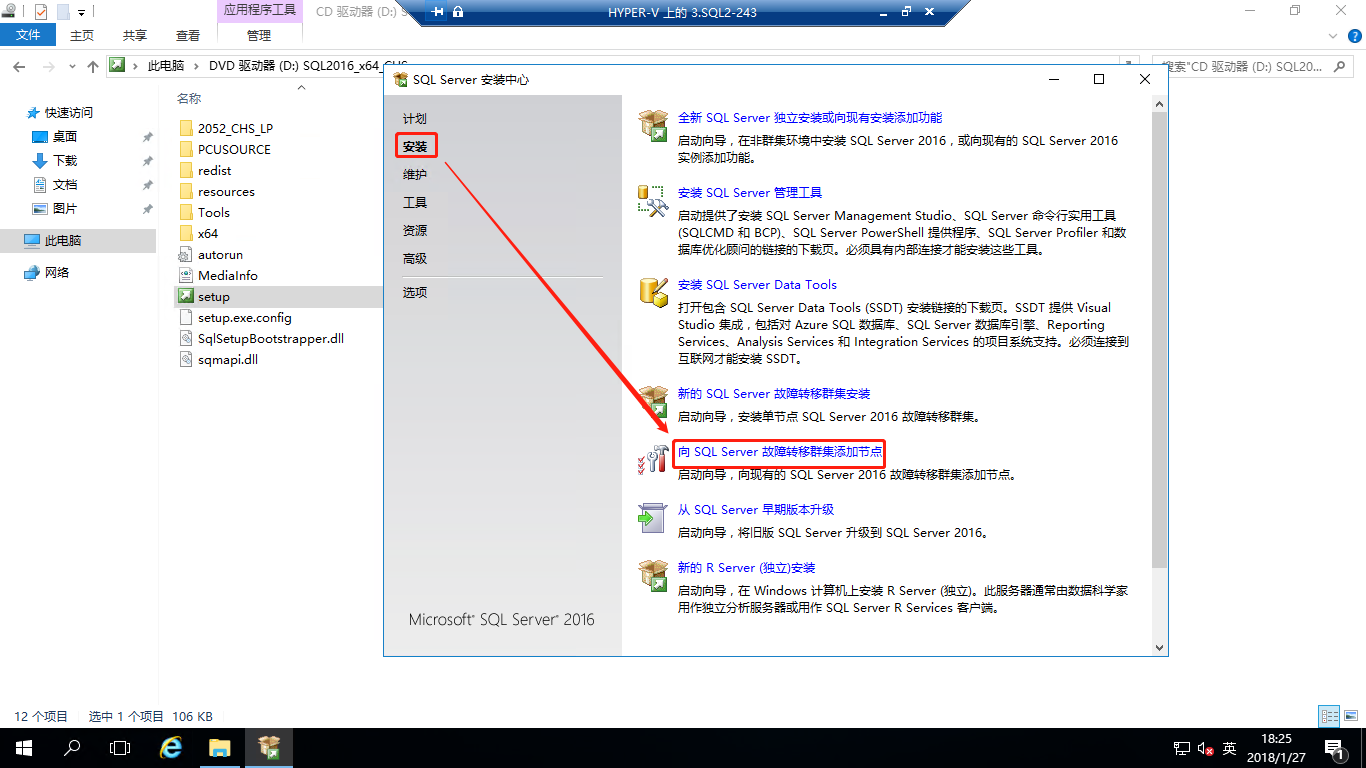 HYPER-V 上的 3.SQL2-243
应用程序工具
CD 驱动器 (D:) S
文件
主页
共享
查看
管理
此电脑
DVD 驱动器 (D:) SQL2016_x64_CHS
搜索"CD 驱动器 (D:) SQL20...
快速访问
桌面
下载
文档
图片
此电脑
网络
名称
2052_CHS_LP
PCUSOURCE
redist
resources
Tools
x64
autorun
MediaInfo
setup
setup.exe.config
SqlSetupBootstrapper.dll
sqmapi.dll
SQL Server 安装中心
计划
安装
维护
工具
资源
高级
选项
Microsoft® SQL Server® 2016
全新 SQL Server 独立安装或向现有安装添加功能
启动向导，在非群集环境中安装 SQL Server 2016，或向现有的 SQL Server 2016
实例添加功能。
安装 SQL Server 管理工具
启动提供了安装 SQL Server Management Studio、SQL Server 命令行实用工具
(SQLCMD 和 BCP)、SQL Server PowerShell 提供程序、SQL Server Profiler 和数
据库优化顾问的链接的下载页。必须具有内部连接才能安装这些工具。
安装 SQL Server Data Tools
打开包含 SQL Server Data Tools (SSDT) 安装链接的下载页。SSDT 提供 Visual
Studio 集成，包括对 Azure SQL 数据库、SQL Server 数据库引擎、Reporting
Services、Analysis Services 和 Integration Services 的项目系统支持。必须连接到
互联网才能安装 SSDT。
新的 SQL Server 故障转移群集安装
启动向导，安装单节点 SQL Server 2016 故障转移群集。
向 SQL Server 故障转移群集添加节点
启动向导，向现有的 SQL Server 2016 故障转移群集添加节点。
从 SQL Server 早期版本升级
启动向导，将旧版 SQL Server 升级到 SQL Server 2016。
新的 R Server (独立)安装
启动向导，在 Windows 计算机上安装 R Server (独立)。此服务器通常由数据科学家
用作独立分析服务器或用作 SQL Server R Services 客户端。
12 个项目
选中 1 个项目 106 KB
英
18:25
2018/1/27
1